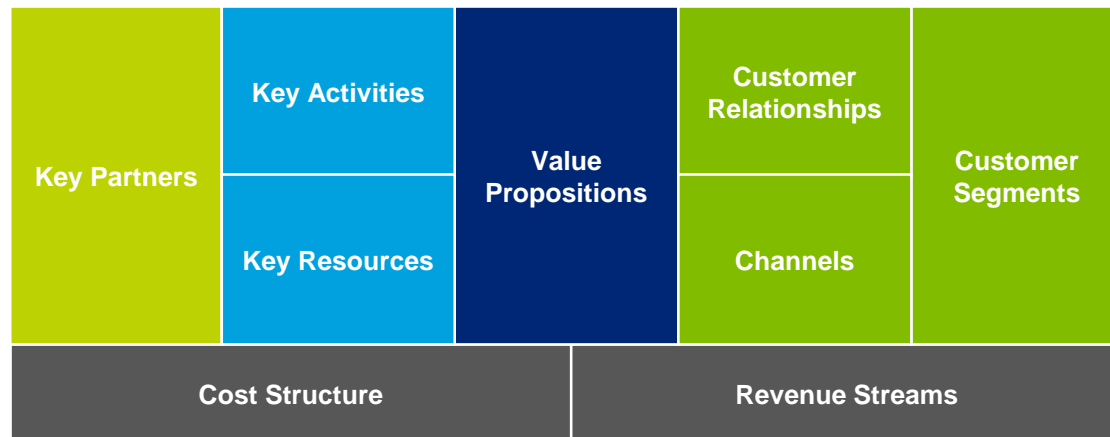 Key Partners
Key Activities
Key Resources
Value
Propositions
Customer
Relationships
Channels
Customer
Segments
Cost Structure
Revenue Streams